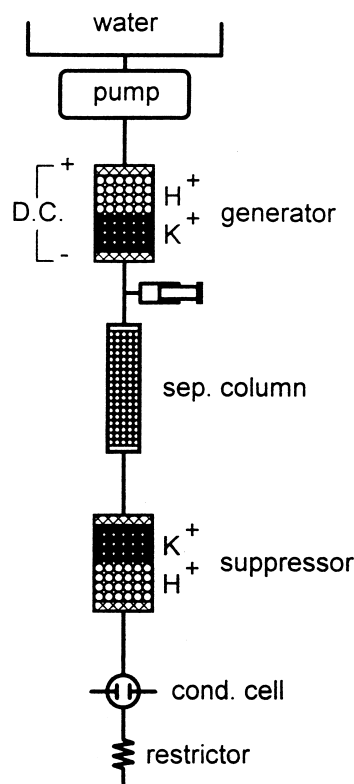 water
pump
+
H+
D.C.
generator
K+
-
sep. column
K+
suppressor
H+
cond. cell
restrictor